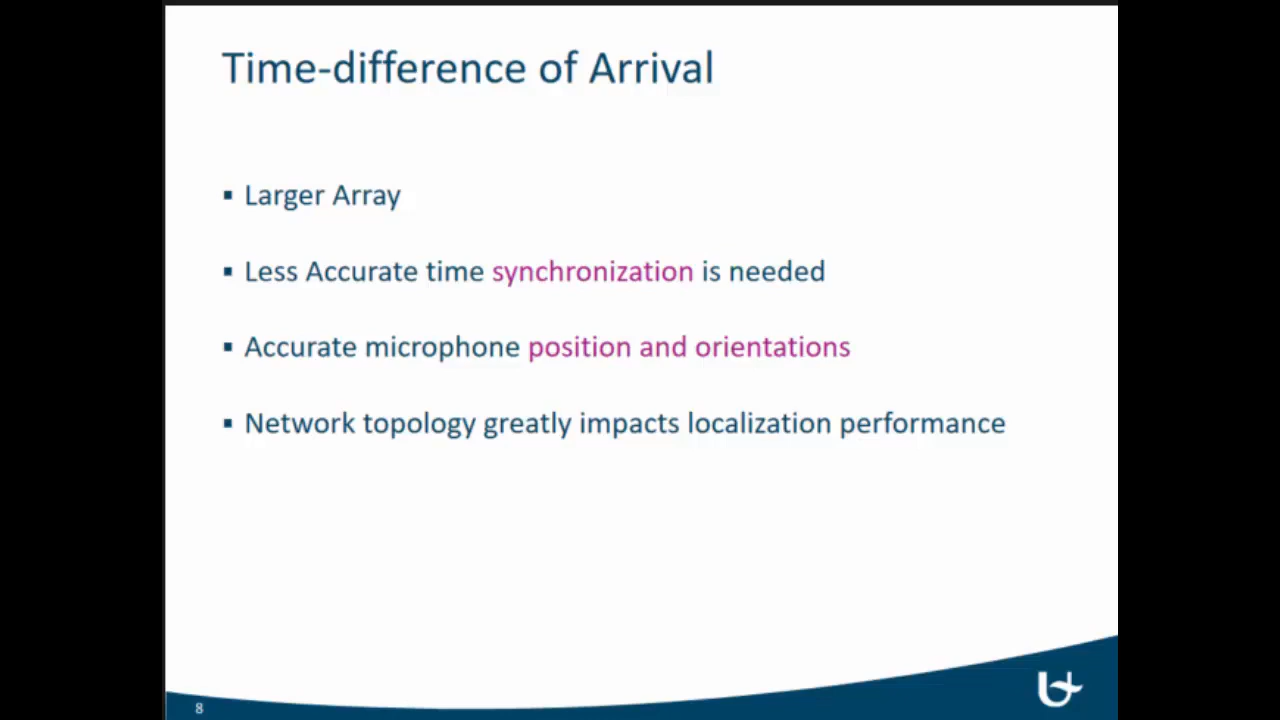 Time-difference of Arrival
▪ Larger Array
▪ Less Accurate time synchronization is needed
▪ Accurate microphone position and orientations
▪ Network topology greatly impacts localization performance
8